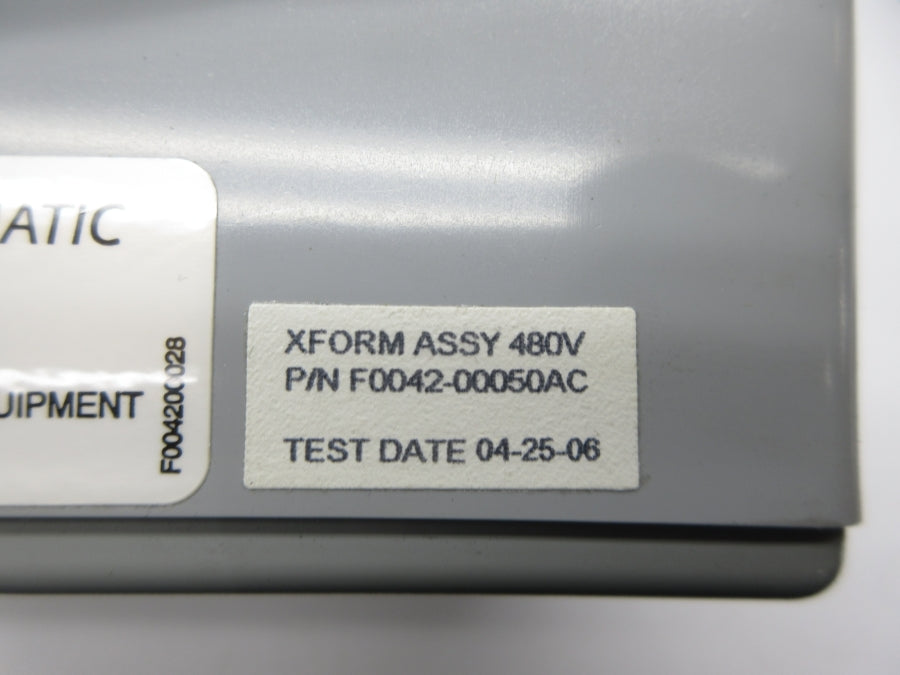 ATIC
UIPMENT
F004200028
XFORM ASSY 480V
P/N F0042-00050AC
TEST DATE 04-25-06